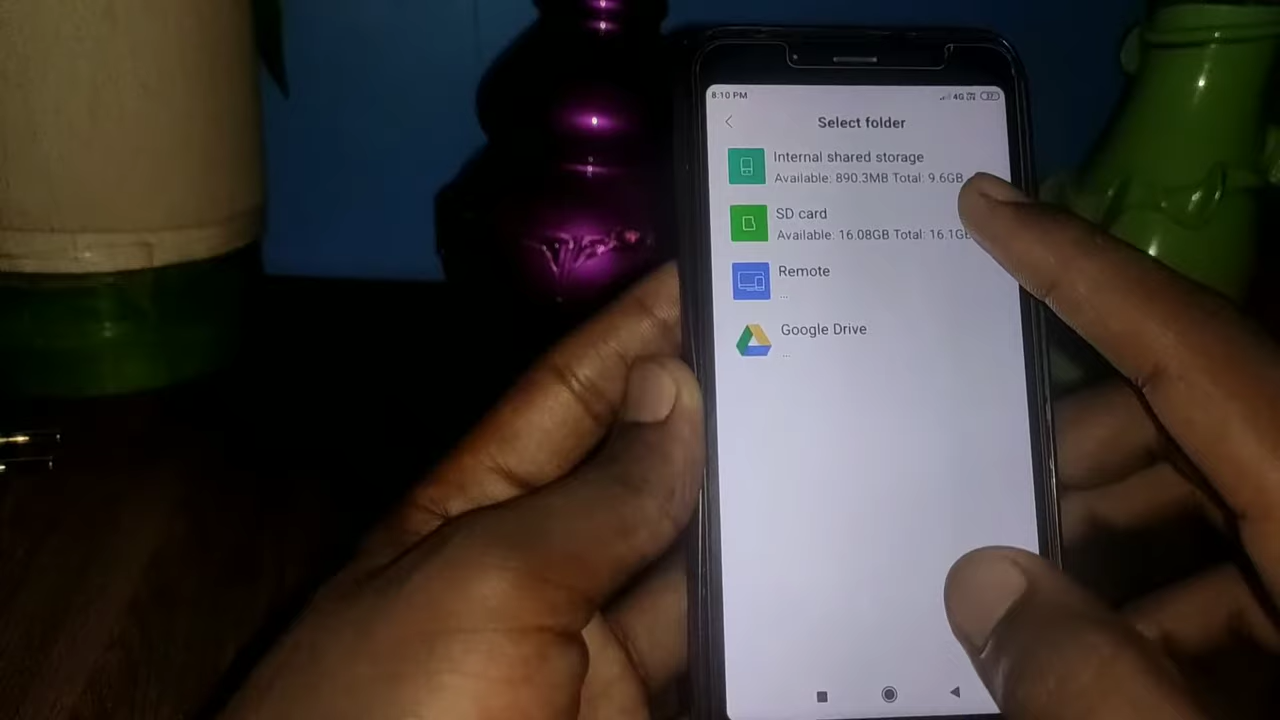 8:10 PM
4G
Select folder
Internal shared storage
Available: 890.3MB Total: 9.6GB
SD card
Available: 16.08GB Total: 16.1GB
Remote
...
Google Drive
...